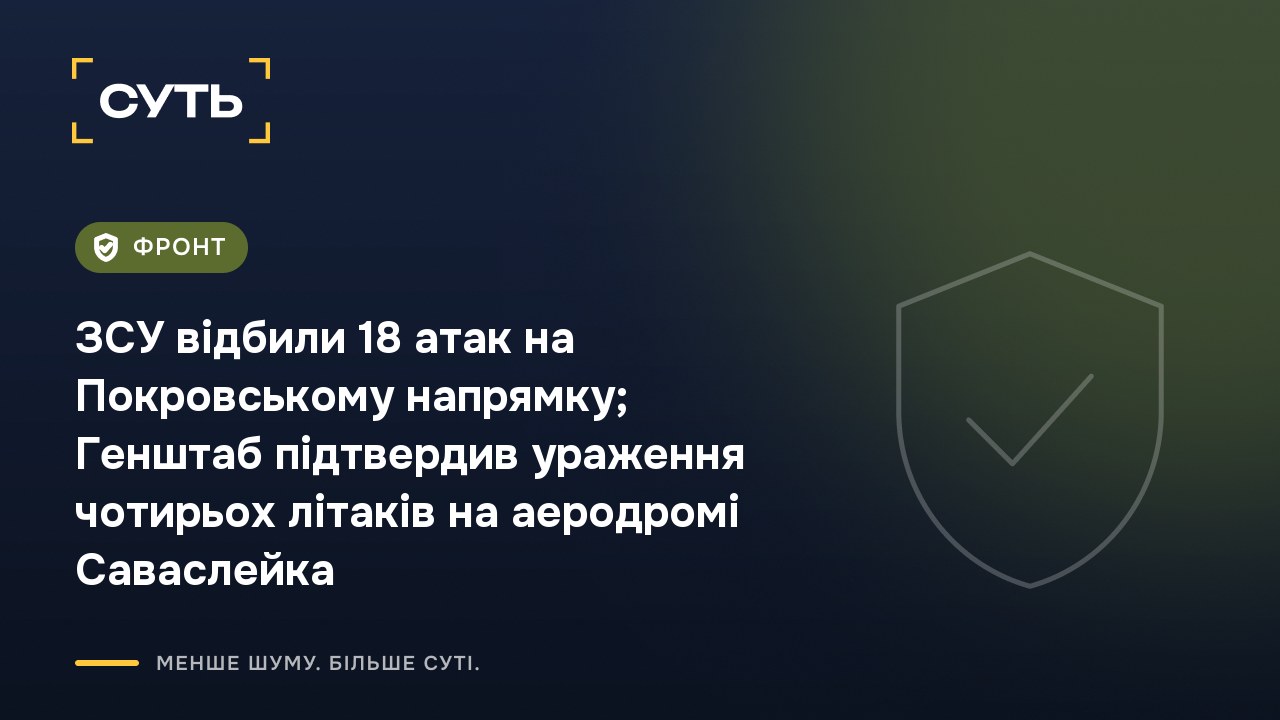 СУТЬ
ФРОНТ
ЗСУ відбили 18 атак на
Покровському напрямку;
Генштаб підтвердив ураження
чотирьох літаків на аеродромі
Саваслейка
МЕНШЕ ШУМУ. БІЛЬШЕ СУТІ.